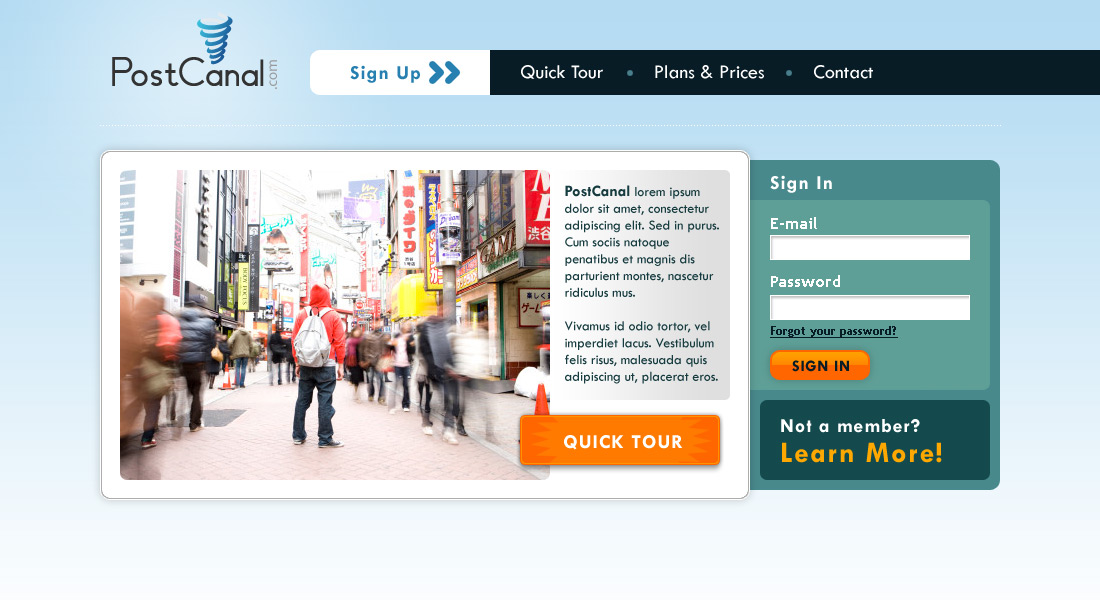 PostCanal.com
Sign Up
Quick Tour • Plans & Prices • Contact
PostCanal lorem ipsum
dolor sit amet, consectetur
adipiscing elit. Sed in purus.
Cum sociis natoque
penatibus et magnis dis
parturient montes, nascetur
ridiculus mus.
Vivamus id odio tortor, vel
imperdiet lacus. Vestibulum
felis risus, malesuada quis
adipiscing ut, placerat eros.
QUICK TOUR
Sign In
E-mail
Password
Forgot your password?
SIGN IN
Not a member?
Learn More!